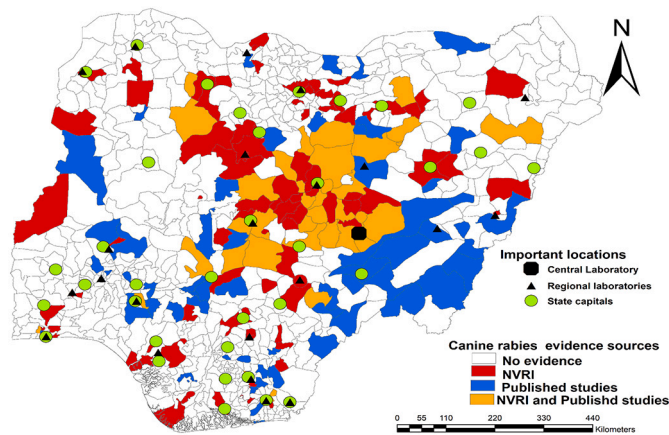 N
Important locations
Central Laboratory
Regional laboratories
State capitals
Canine rabies evidence sources
No evidence
NVRI
Published studies
NVRI and Publishd studies
0 55 110 220 330 440
Kilometers